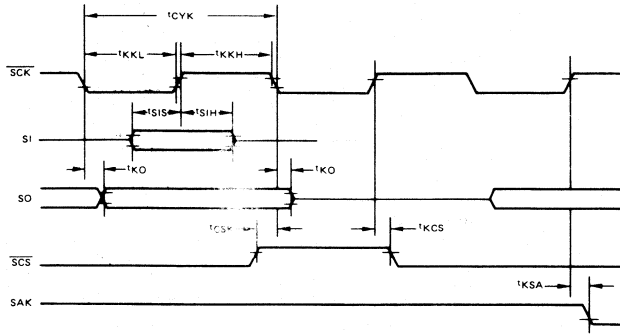 tCYK
tKKL
tKKH
SCK
tSIS
tSIH
SI
tKO
tKO
SO
tCSK
tKCS
SCS
tKSA
SAK